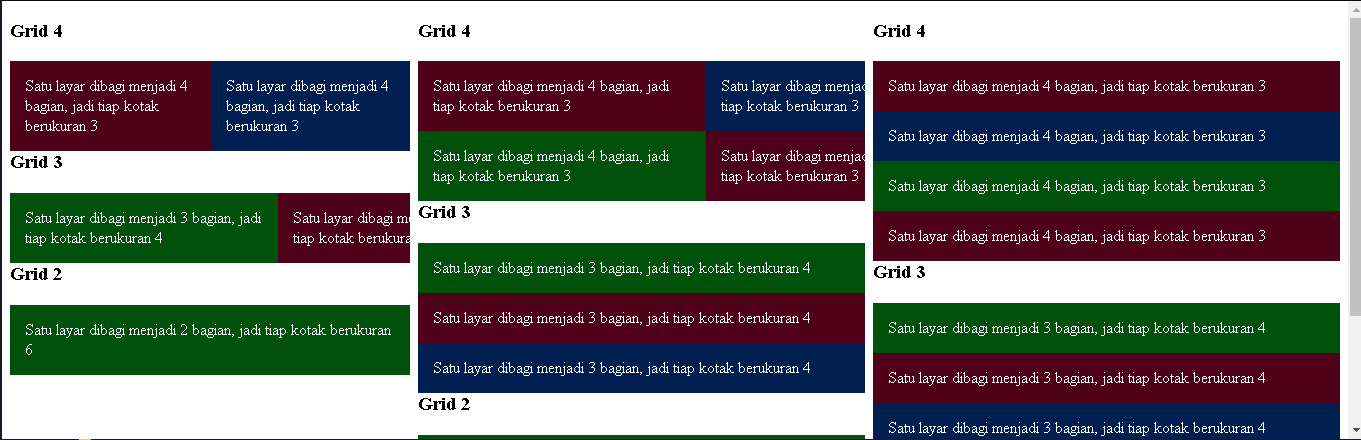 Grid 4
Satu layar dibagi menjadi 4
bagian, jadi tiap kotak
berukuran 3
Satu layar dibagi menjadi 4
bagian, jadi tiap kotak
berukuran 3
Grid 3
Satu layar dibagi menjadi 3 bagian, jadi
tiap kotak berukuran 4
Satu layar dibagi
tiap kotak
Grid 2
Satu layar dibagi menjadi 2 bagian, jadi tiap kotak berukuran
6
Grid 4
Satu layar dibagi menjadi 4 bagian, jadi
tiap kotak berukuran 3
Satu layar dibagi
tiap kotak berukuran 3
Satu layar dibagi menjadi 4 bagian, jadi
tiap kotak berukuran 3
Satu layar dibagi
tiap kotak berukuran 3
Grid 3
Satu layar dibagi menjadi 3 bagian, jadi tiap kotak berukuran 4
Satu layar dibagi menjadi 3 bagian, jadi tiap kotak berukuran 4
Satu layar dibagi menjadi 3 bagian, jadi tiap kotak berukuran 4
Grid 2
Grid 4
Satu layar dibagi menjadi 4 bagian, jadi tiap kotak berukuran 3
Satu layar dibagi menjadi 4 bagian, jadi tiap kotak berukuran 3
Satu layar dibagi menjadi 4 bagian, jadi tiap kotak berukuran 3
Satu layar dibagi menjadi 4 bagian, jadi tiap kotak berukuran 3
Grid 3
Satu layar dibagi menjadi 3 bagian, jadi tiap kotak berukuran 4
Satu layar dibagi menjadi 3 bagian, jadi tiap kotak berukuran 4
Satu layar dibagi menjadi 3 bagian, jadi tiap kotak berukuran 4